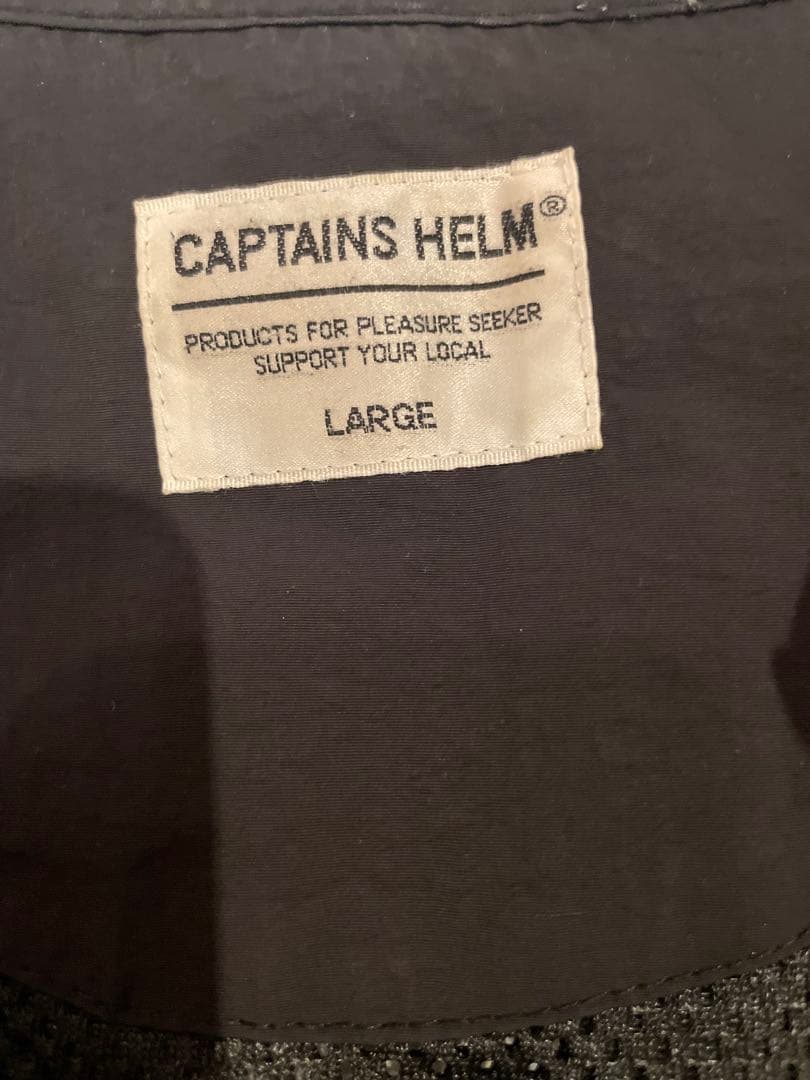 CAPTAINS HELM®
PRODUCTS FOR PLEASURE SEEKER
SUPPORT YOUR LOCAL
LARGE